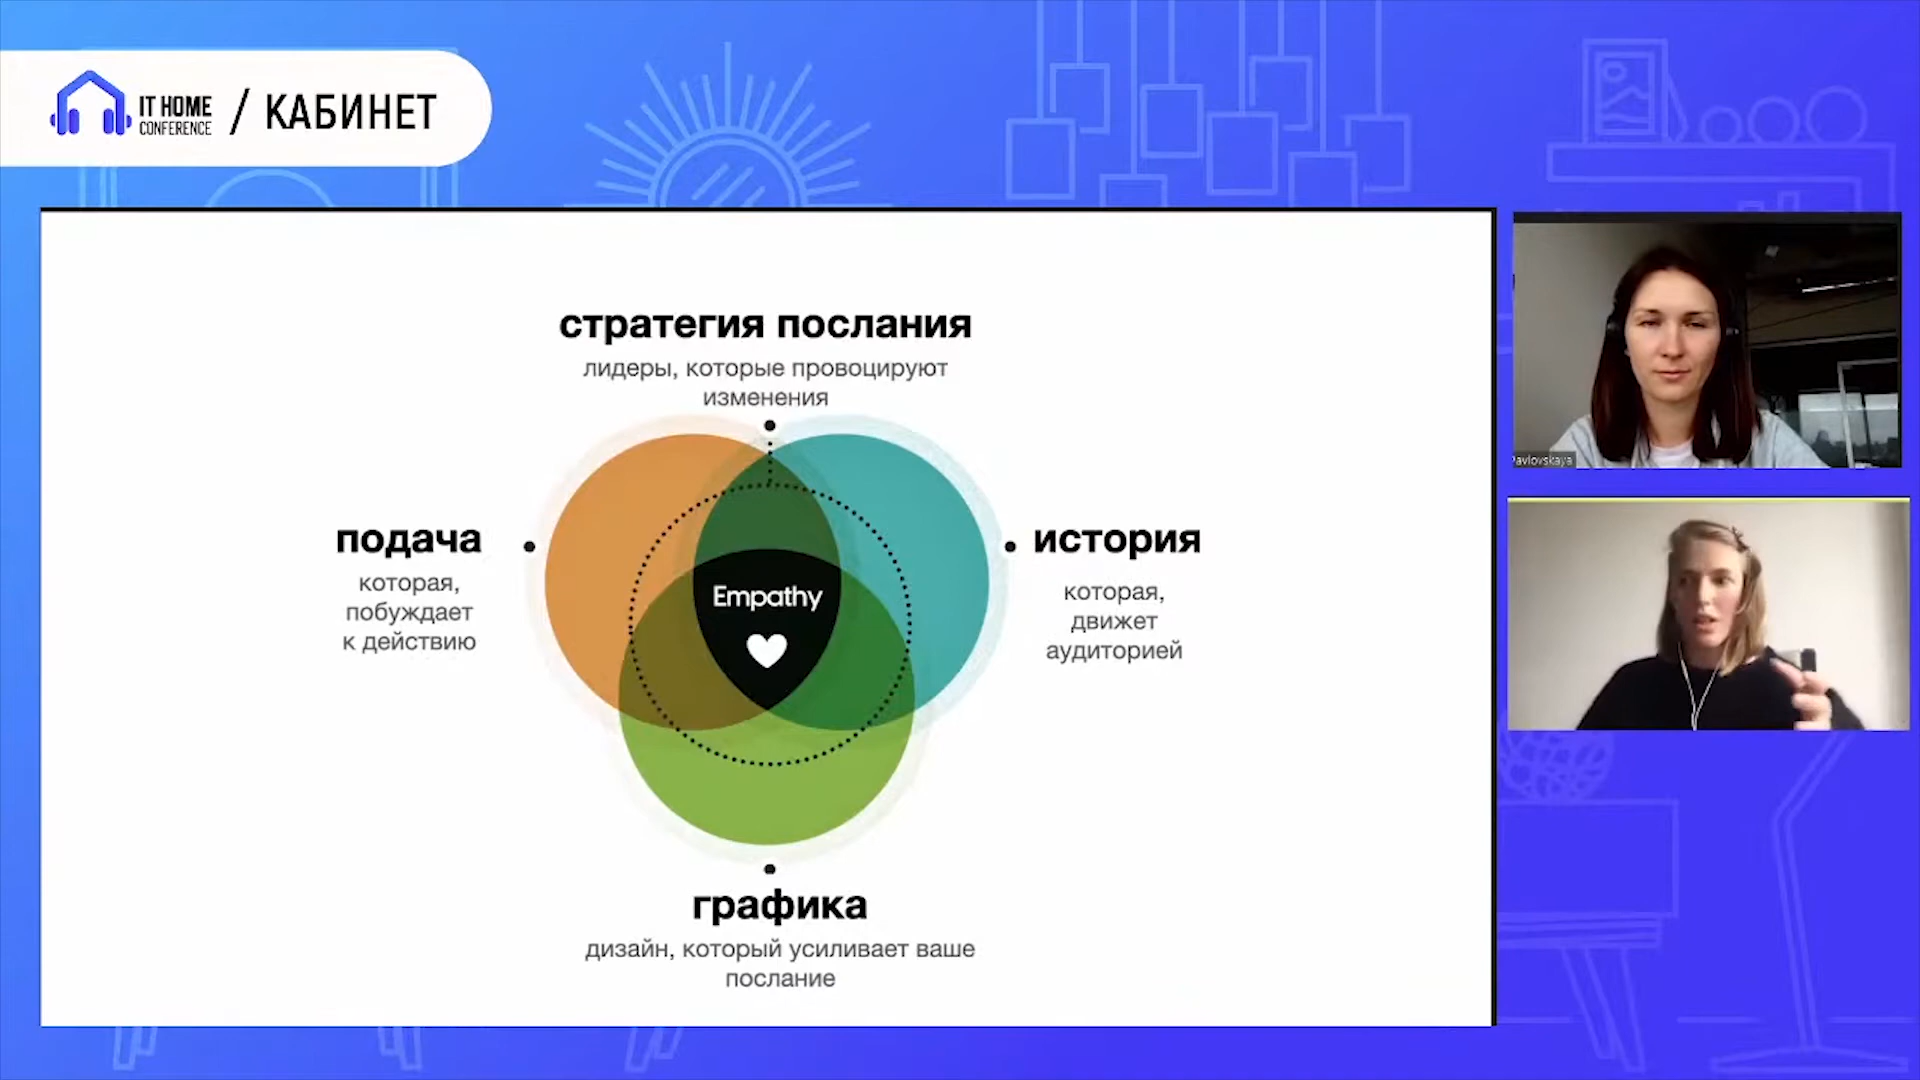 IT HOME
CONFERENCE
/ КАБИНЕТ
стратегия послания
лидеры, которые провоцируют
изменения
подача
которая,
побуждает
к действию
Empathy
история
которая,
движет
аудиторией
графика
дизайн, который усиливает ваше
послание
Pavlovskaya